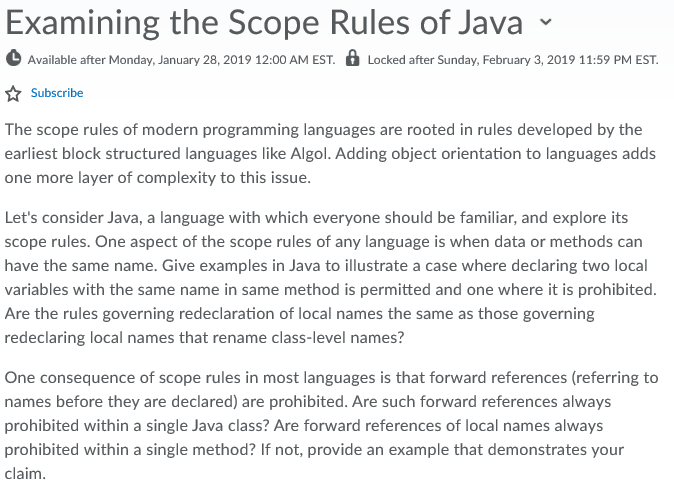 Examining the Scope Rules of Java
Available after Monday, January 28, 2019 12:00 AM EST. Locked after Sunday, February 3, 2019 11:59 PM EST.
Subscribe
The scope rules of modern programming languages are rooted in rules developed by the
earliest block structured languages like Algol. Adding object orientation to languages adds
one more layer of complexity to this issue.
Let's consider Java, a language with which everyone should be familiar, and explore its
scope rules. One aspect of the scope rules of any language is when data or methods can
have the same name. Give examples in Java to illustrate a case where declaring two local
variables with the same name in same method is permitted and one where it is prohibited.
Are the rules governing redeclaration of local names the same as those governing
redeclaring local names that rename class-level names?
One consequence of scope rules in most languages is that forward references (referring to
names before they are declared) are prohibited. Are such forward references always
prohibited within a single Java class? Are forward references of local names always
prohibited within a single method? If not, provide an example that demonstrates your
claim.